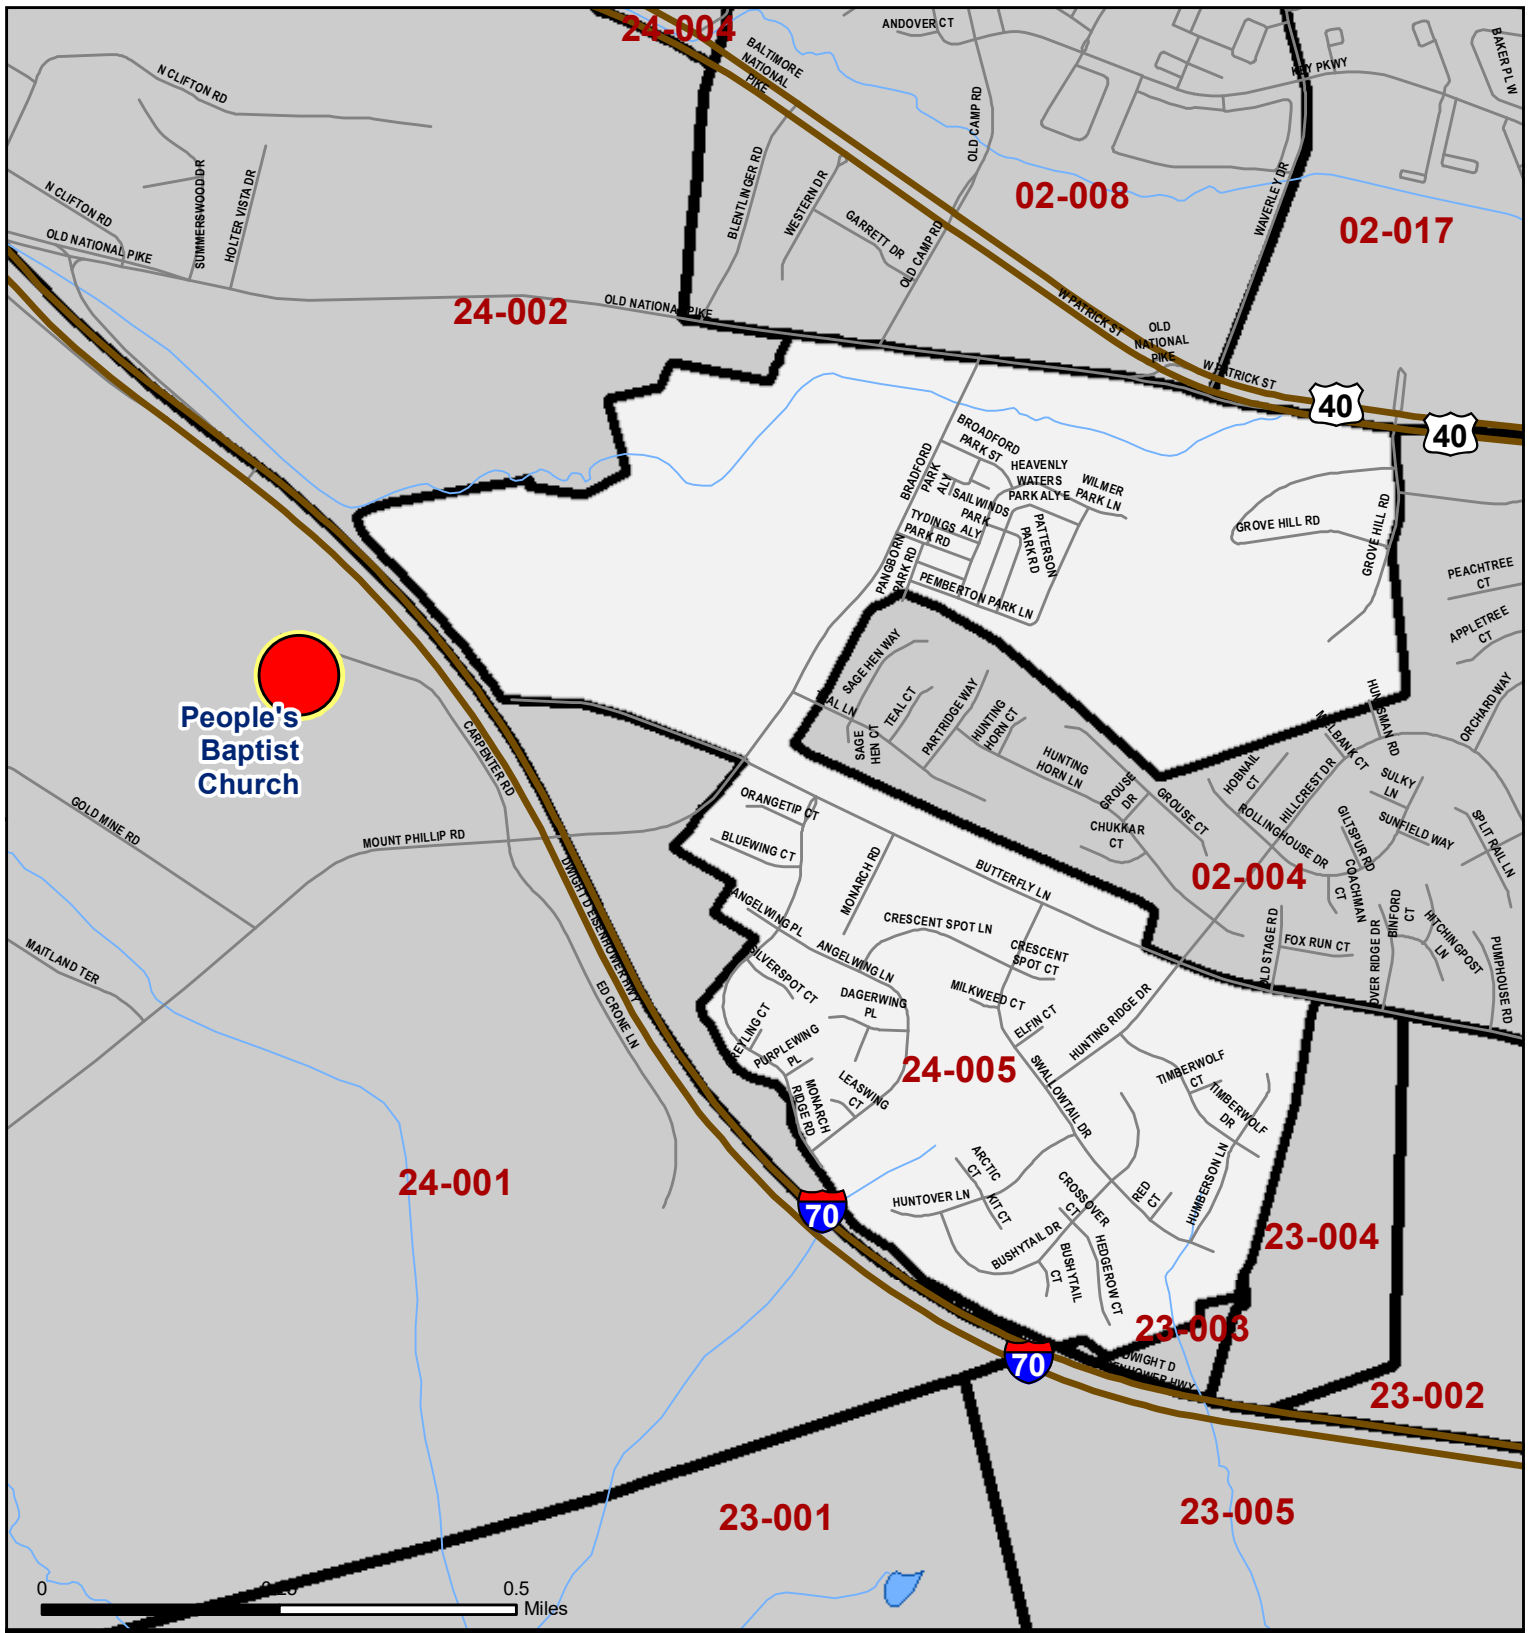 24-004
ANDOVER CT
BALTIMORE
NATIONAL
PIKE
KEY PKWY
BAKER PL W
N CLIFTON RD
OLD CAMP RD
SUMMERSWOOD DR
HOLTER VISTA DR
BLENTLINGER RD
WESTERN DR
GARRETT DR
OLD CAMP RD
02-008
WAVERLEY DR
02-017
N CLIFTON RD
OLD NATIONAL PIKE
24-002
OLD NATIONAL PIKE
W PATRICK ST
OLD
NATIONAL
PIKE
W PATRICK ST
40
40
BROADFORD
PARK ST
BRADFORD
PARK
ALY
HEAVENLY
WATERS
PARK ALY E
WILMER
PARK LN
SAILWINDS
PARK
ALY
TYDINGS
PARK RD
PATTERSON
PARK RD
PANGBORN
PARK RD
PEMBERTON PARK LN
GROVE HILL RD
GROVE HILL RD
PEACHTREE
CT
APPLETREE
CT
ORCHARD WAY
People's
Baptist
Church
CARPENTER RD
SAGE HEN WAY
TEAL CT
SAGE
HEN CT
PARTRIDGE WAY
HUNTING
HORN CT
HUNTING
HORN LN
GROUSE
DR
GROUSE CT
CHUKKAR
CT
HUNTSMAN RD
MILLBANK CT
HOBNAIL
CT
HILLCREST DR
SULKY
LN
ROLLINGHOUSE DR
GILTSPUR RD
SUNFIELD WAY
SPLIT RAIL LN
02-004
COACHMAN
CT
BINFORD
CT
HITCHINGPOST
LN
PUMPHOUSE RD
OLD STAGE RD
FOX RUN CT
OVER RIDGE DR
GOLD MINE RD
MOUNT PHILLIP RD
MAITLAND TER
DWIGHT D EISENHOWER HWY
ED CRONE LN
ORANGETIP CT
BLUEWING CT
MONARCH RD
BUTTERFLY LN
ANGELWING PL
ANGELWING LN
CRESCENT SPOT LN
CRESCENT
SPOT CT
SILVERSPOT CT
DAGERWING
PL
MILKWEED CT
ELFIN CT
HUNTING RIDGE DR
PURPLEWING
PL
24-005
SWALLOWTAIL DR
MONARCH
RIDGE RD
LEASWING
CT
TIMBERWOLF
CT
TIMBERWOLF
DR
24-001
ARCTIC
CT
KIT CT
HUNTOVER LN
CROSSOVER
CT
RED
CT
HUMBERSON LN
BUSHYTAIL DR
BUSHYTAIL
CT
HEDGEROW CT
70
23-004
23-003
70
DWIGHT D
23-002
23-001
23-005
0
0.5
Miles